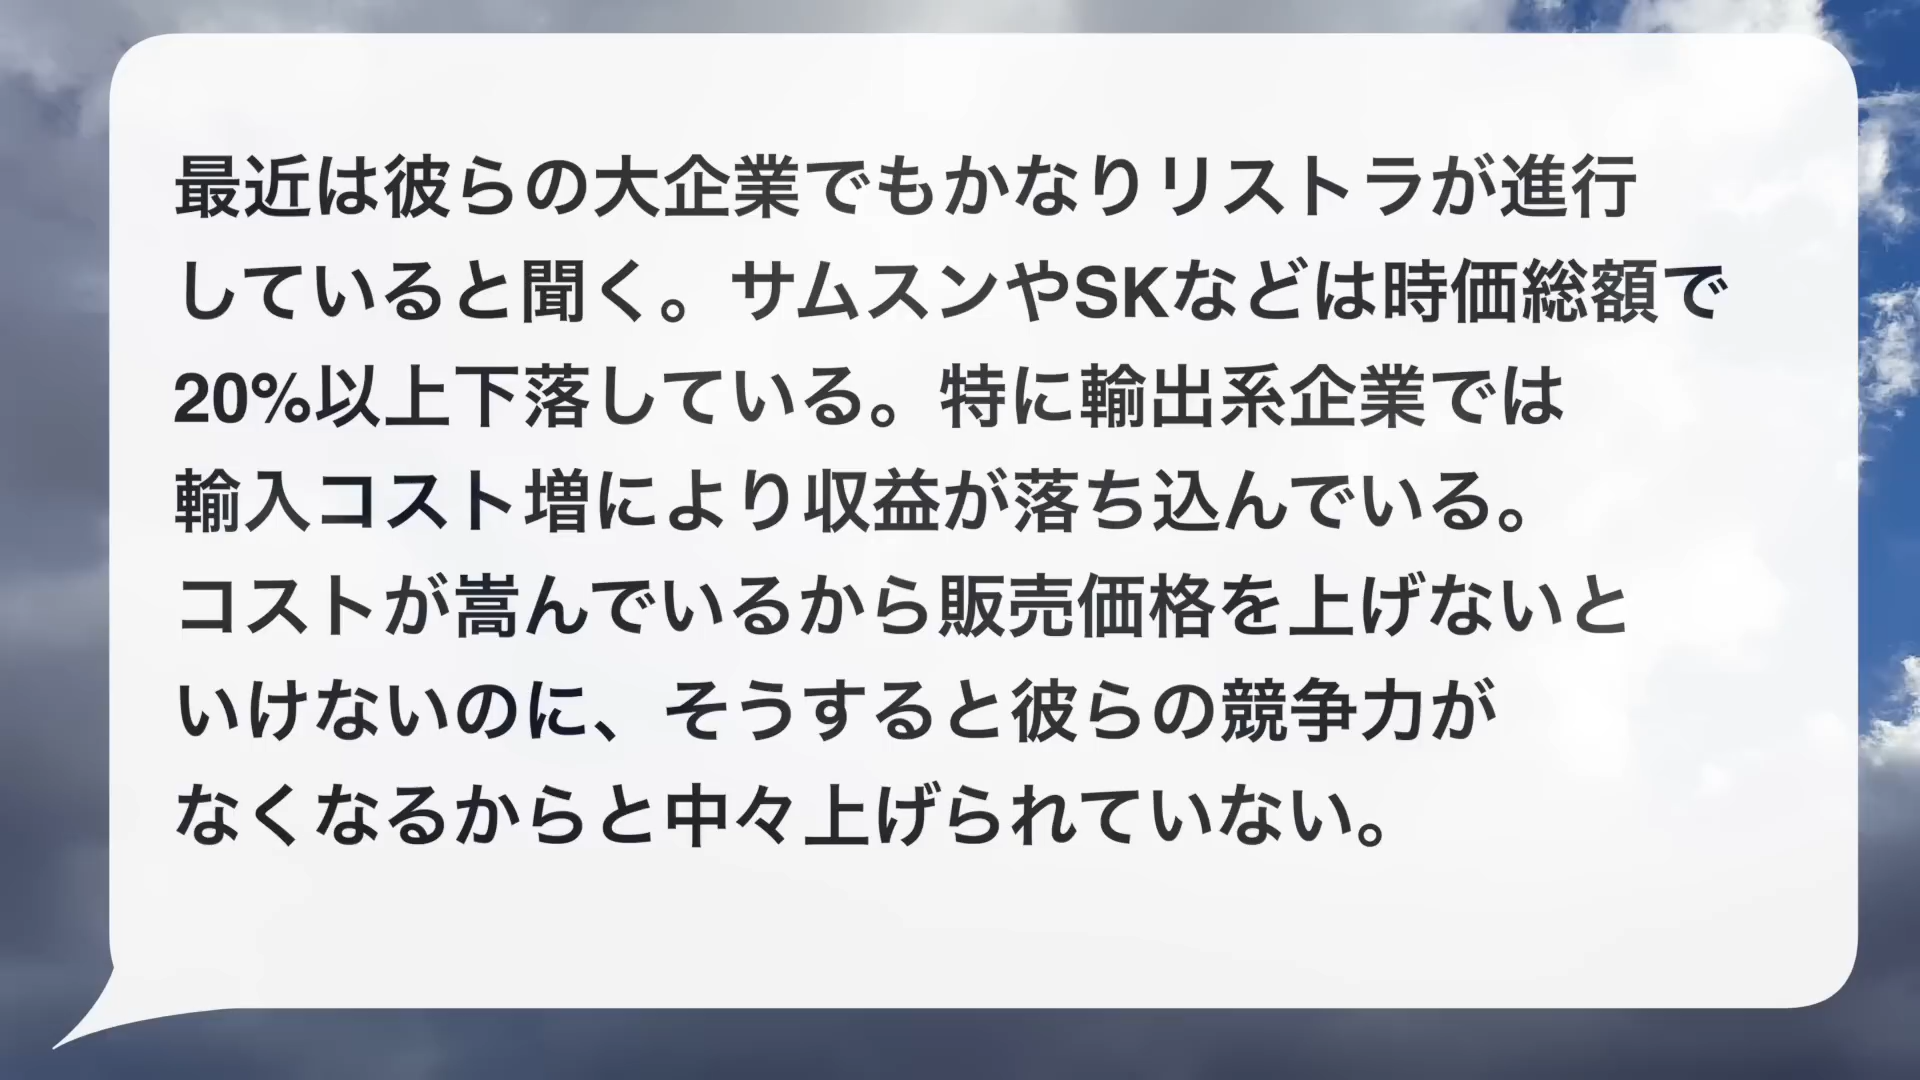 最近は彼らの大企業でもかなりリストラが進行
していると聞く。サムスンやSKなどは時価総額で
20%以上下落している。特に輸出系企業では
輸入コスト増により収益が落ち込んでいる。
コストが嵩んでいるから販売価格を上げないと
いけないのに、そうすると彼らの競争力が
なくなるからと中々上げられていない。